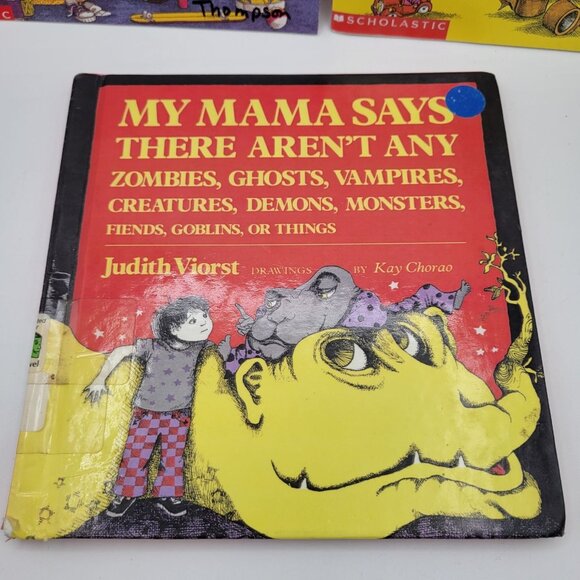 Thompson
SCHOLASTIC
MY MAMA SAYS
THERE AREN'T ANY
ZOMBIES, GHOSTS, VAMPIRES,
CREATURES, DEMONS, MONSTERS,
FIENDS, GOBLINS, OR THINGS
Judith Viorst DRAWINGS BY Kay Chorao